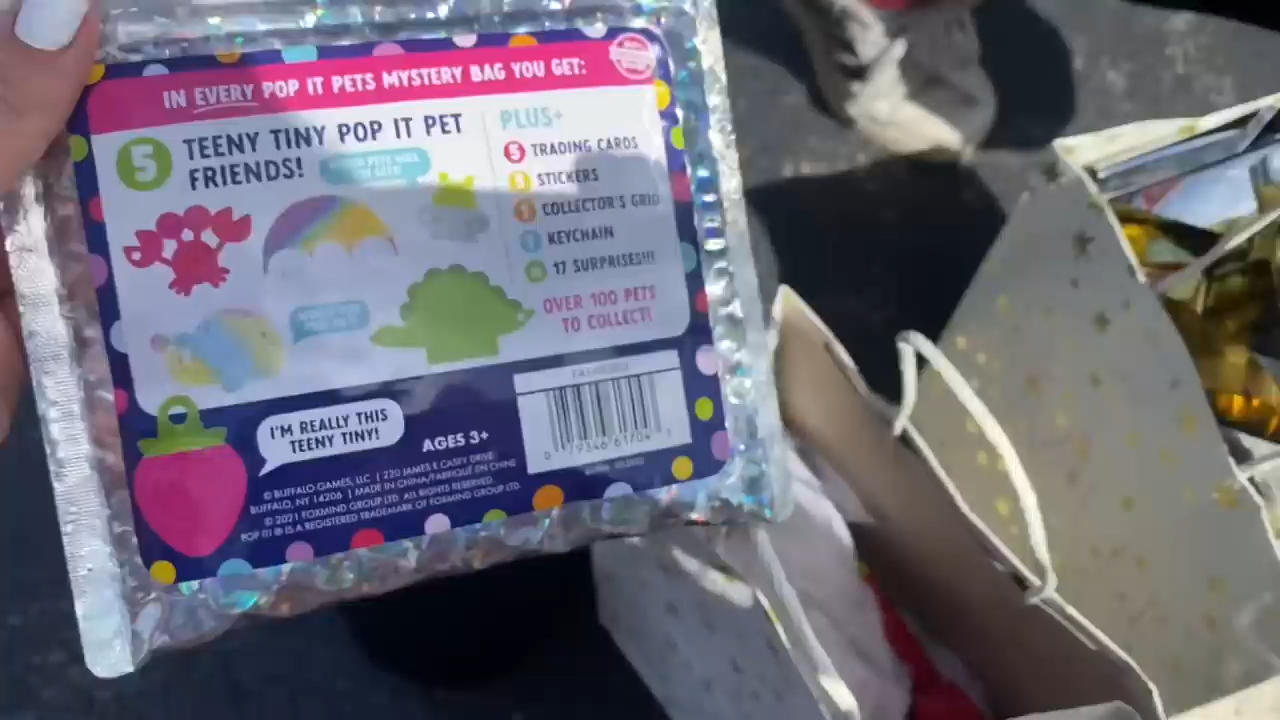 IN EVERY POP IT PETS MYSTERY BAG YOU GET:
5 TEENY TINY POP IT PET
FRIENDS!
PLUS+
5 TRADING CARDS
STICKERS
1 COLLECTOR'S GRID
1 KEYCHAIN
17 SURPRISES!!!
OVER 100 PETS
TO COLLECT!
I'M REALLY THIS
TEENY TINY!
AGES 3+
© BUFFALO GAMES, LLC | 220 JAMES E CASEY DRIVE
BUFFALO, NY 14206 | MADE IN CHINA/FABRIQUÉ EN CHINE
© 2021 FOXMIND GROUP LTD. ALL RIGHTS RESERVED.
POP IT! ® IS A REGISTERED TRADEMARK OF FOXMIND GROUP LTD.